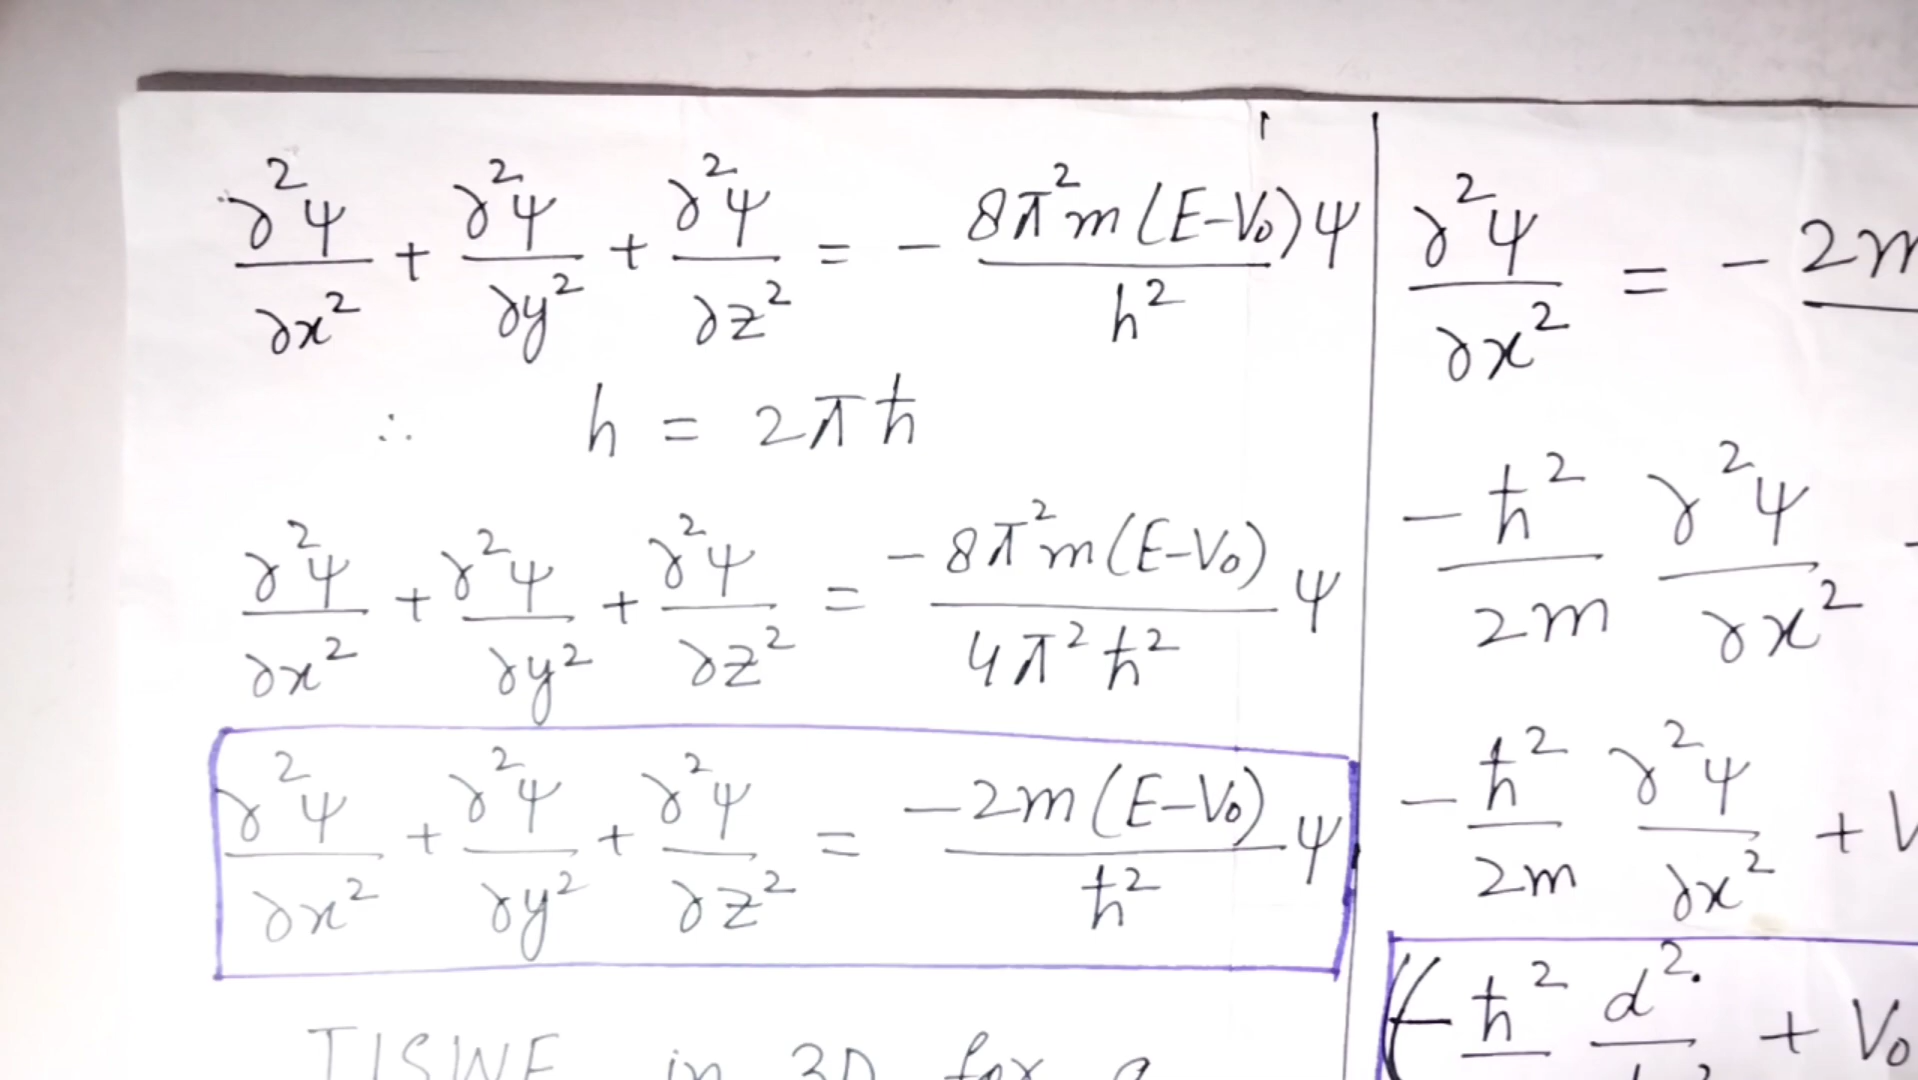 ∂²ψ/∂x² + ∂²ψ/∂y² + ∂²ψ/∂z² = - 8π²m(E-V₀)/h² ψ
∴ h = 2πħ
∂²ψ/∂x² + ∂²ψ/∂y² + ∂²ψ/∂z² = -8π²m(E-V₀)/4π²ħ² ψ
∂²ψ/∂x² + ∂²ψ/∂y² + ∂²ψ/∂z² = -2m(E-V₀)/ħ² ψ
TISWE in 3D for a
∂²ψ/∂x² = - 2m
-ħ²/2m ∂²ψ/∂x²
-ħ²/2m ∂²ψ/∂x² + V
(-ħ² d² + V₀